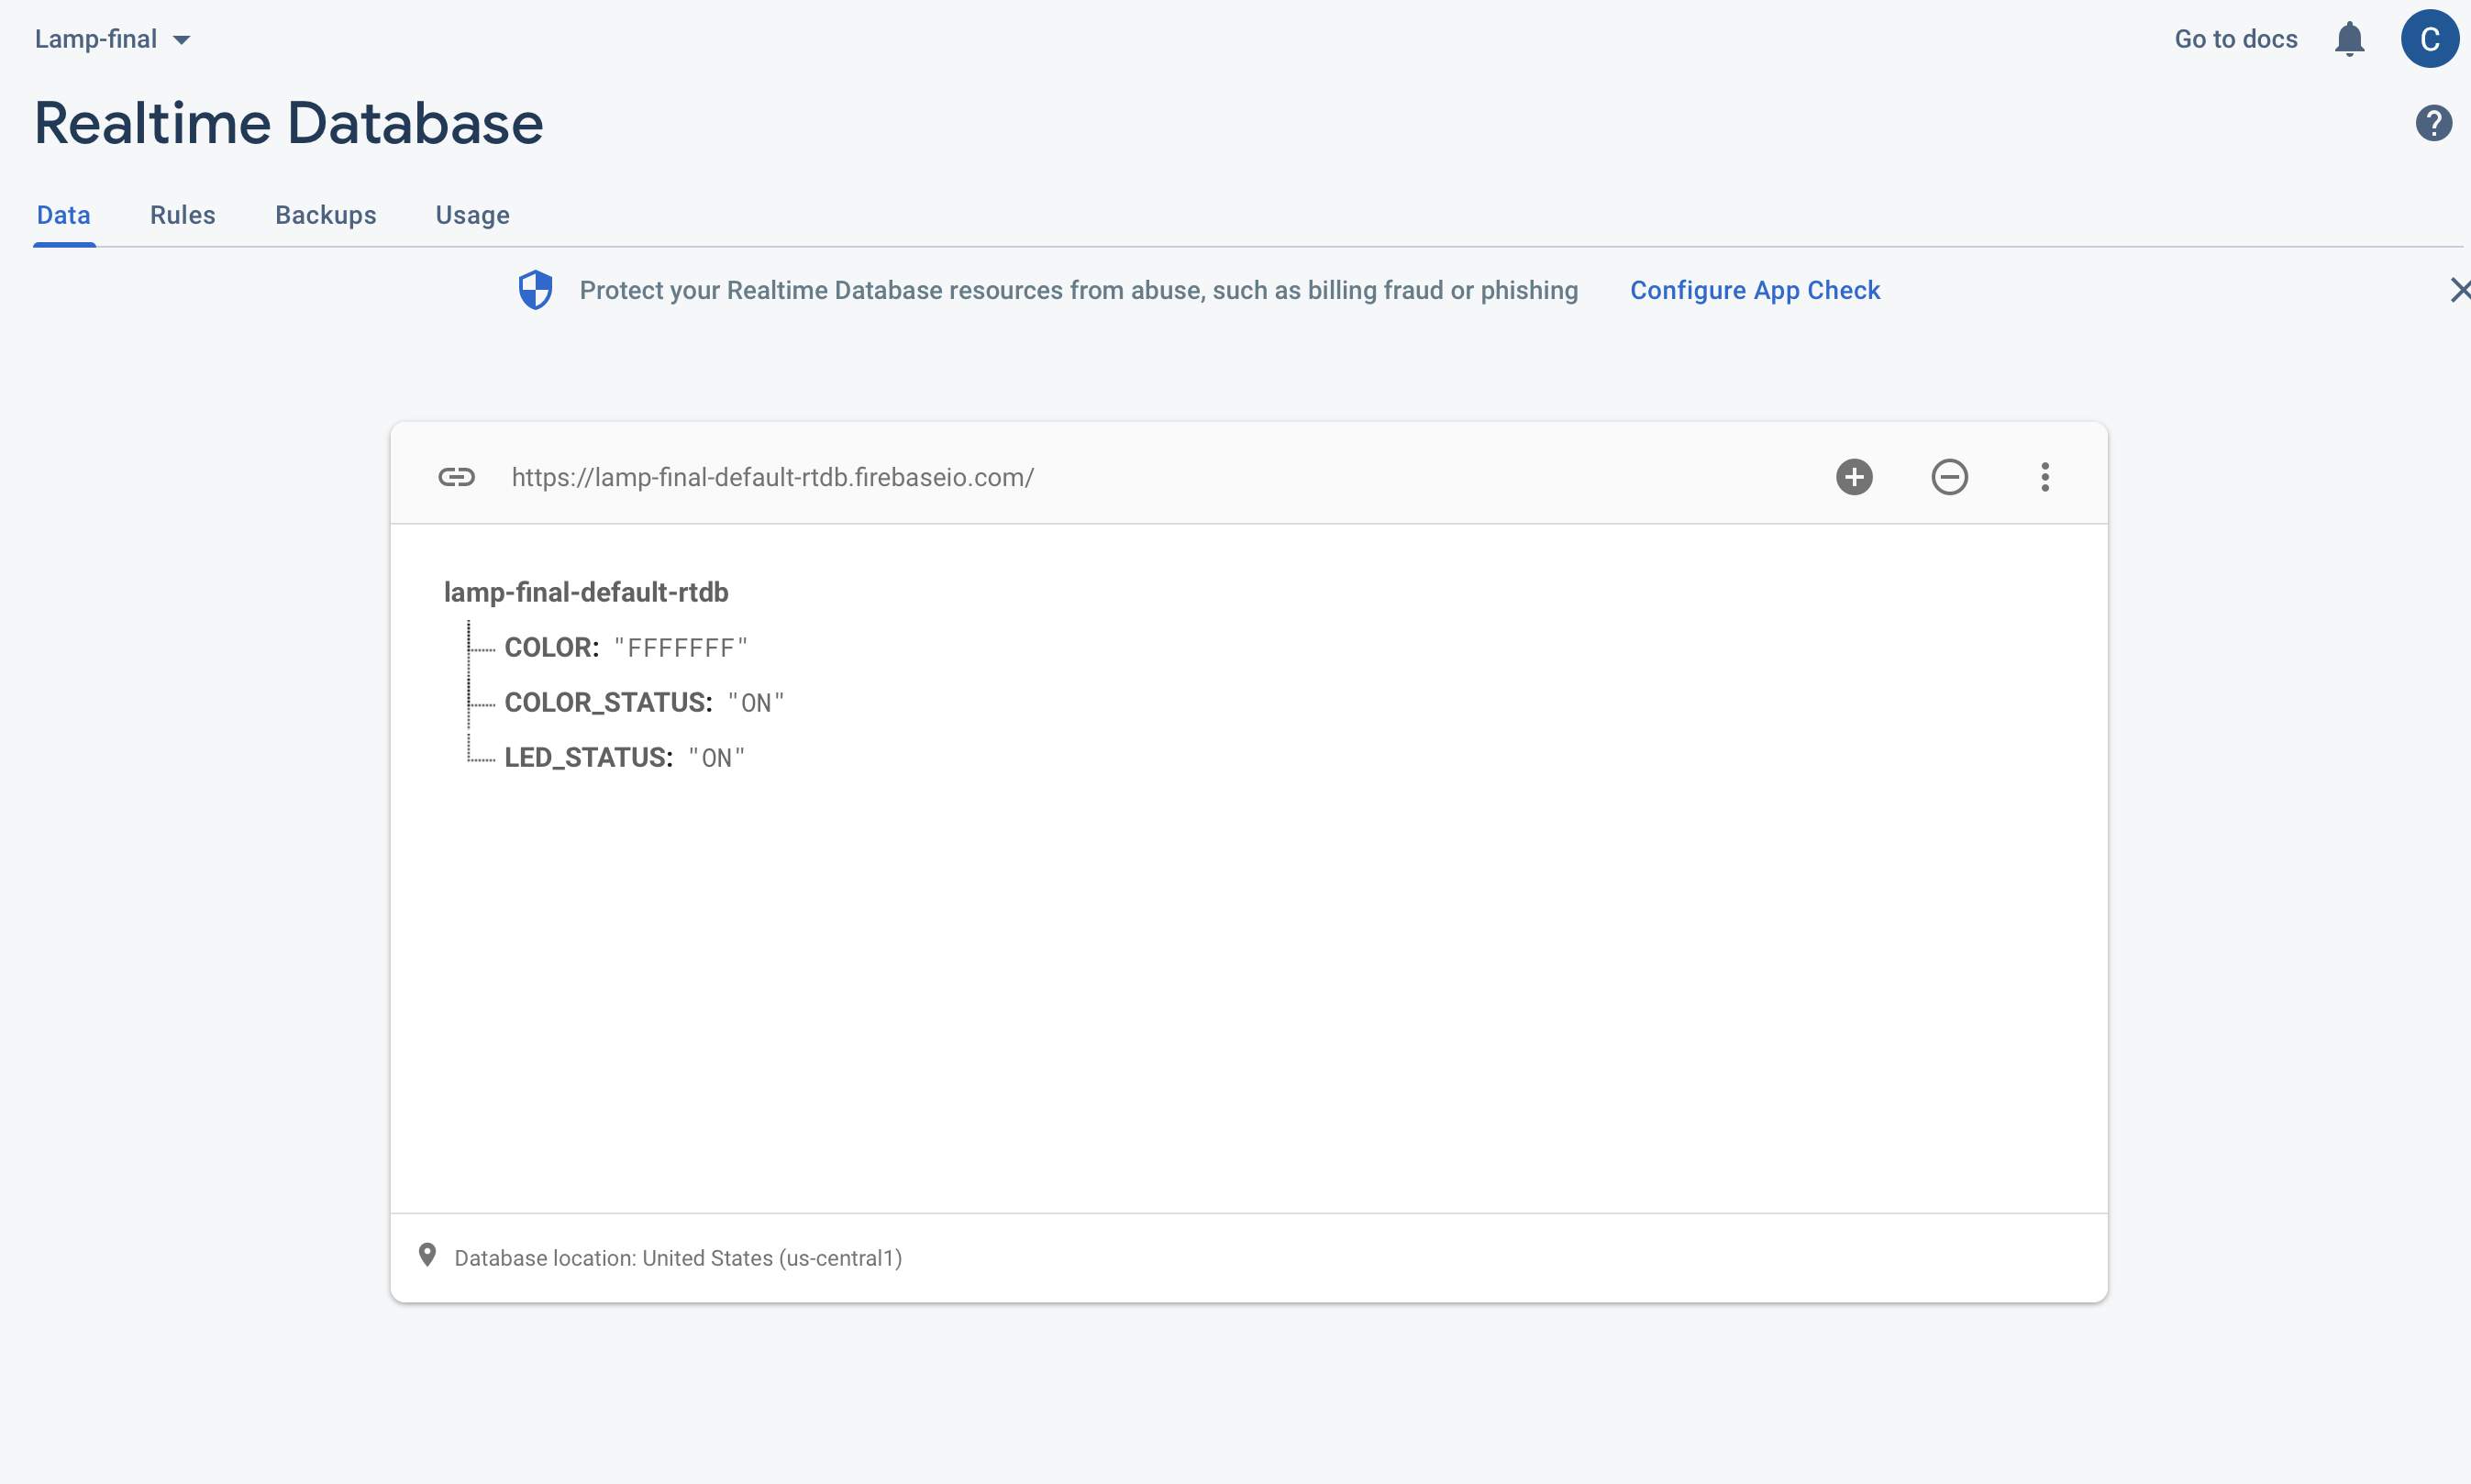 Lamp-final
Go to docs
C
Realtime Database
?
Data Rules Backups Usage
Protect your Realtime Database resources from abuse, such as billing fraud or phishing Configure App Check
https://lamp-final-default-rtdb.firebaseio.com/
lamp-final-default-rtdb
COLOR: "FFFFFFF"
COLOR_STATUS: "ON"
LED_STATUS: "ON"
Database location: United States (us-central1)